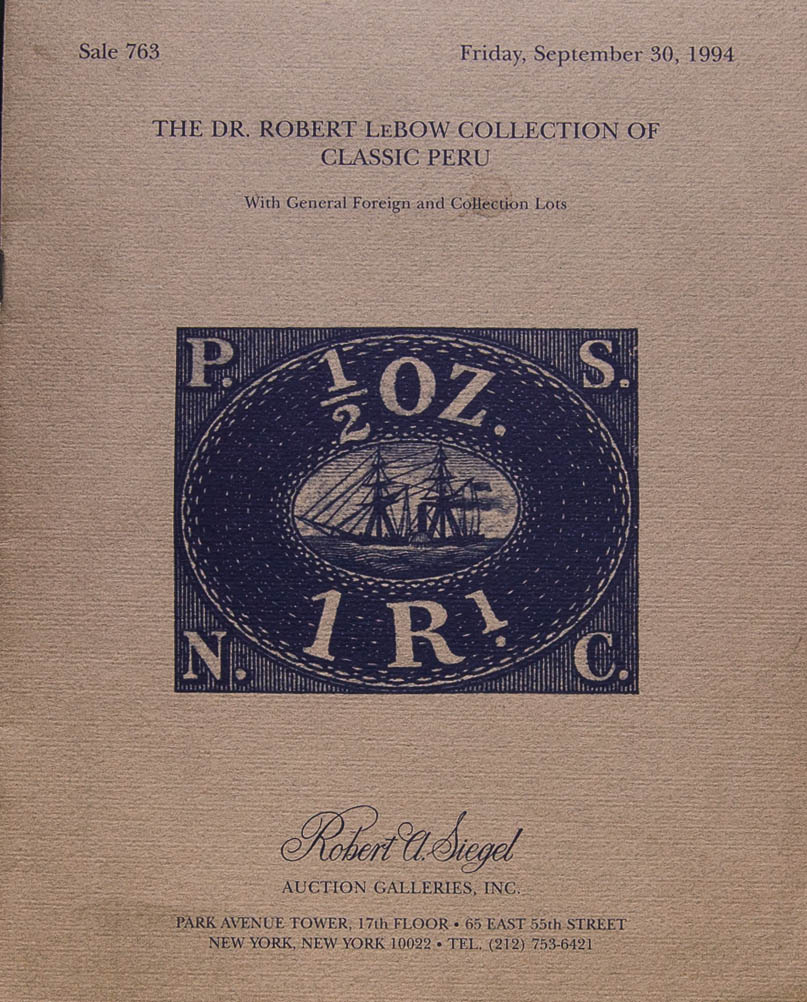 Sale 763 Friday, September 30, 1994
THE DR. ROBERT LeBOW COLLECTION OF
CLASSIC PERU
With General Foreign and Collection Lots
P. S.
½ OZ.
1 Rl.
N. C.
Robert A. Siegel
AUCTION GALLERIES, INC.
PARK AVENUE TOWER, 17th FLOOR • 65 EAST 55th STREET
NEW YORK, NEW YORK 10022 • TEL. (212) 753-6421